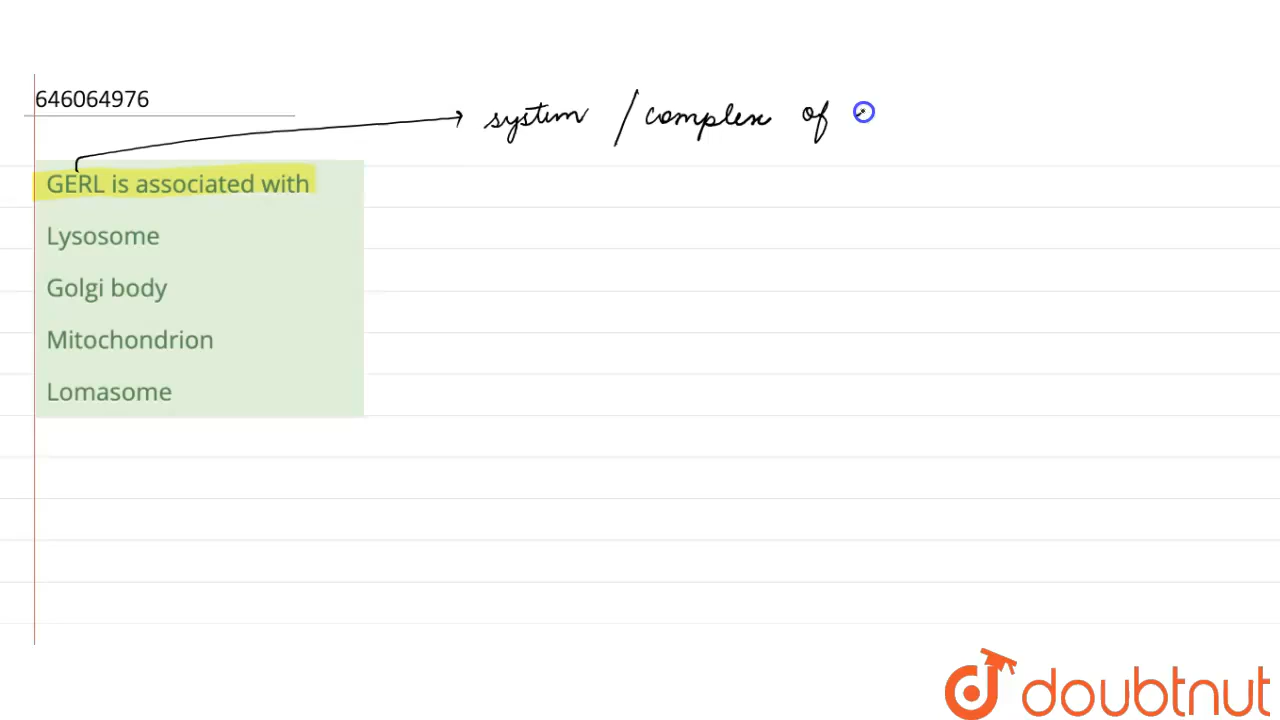 646064976
system / complex of
GERL is associated with
Lysosome
Golgi body
Mitochondrion
Lomasome
doubtnut